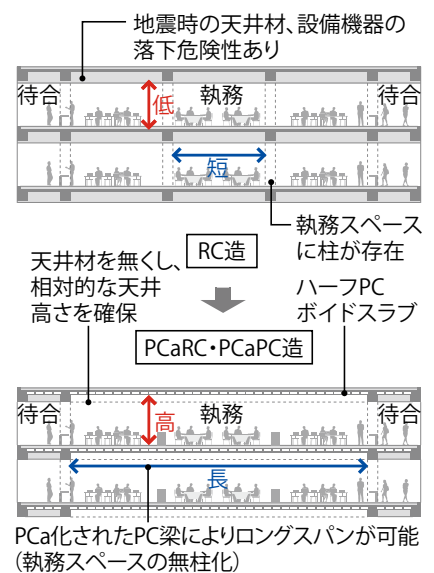 地震時の天井材、設備機器の
落下危険性あり
待合
低
執務
待合
短
執務スペース
に柱が存在
RC造
天井材を無くし、
相対的な天井
高さを確保
ハーフPC
ボイドスラブ
PCaRC・PCaPC造
待合
高
執務
待合
長
PCa化されたPC梁によりロングスパンが可能
（執務スペースの無柱化）